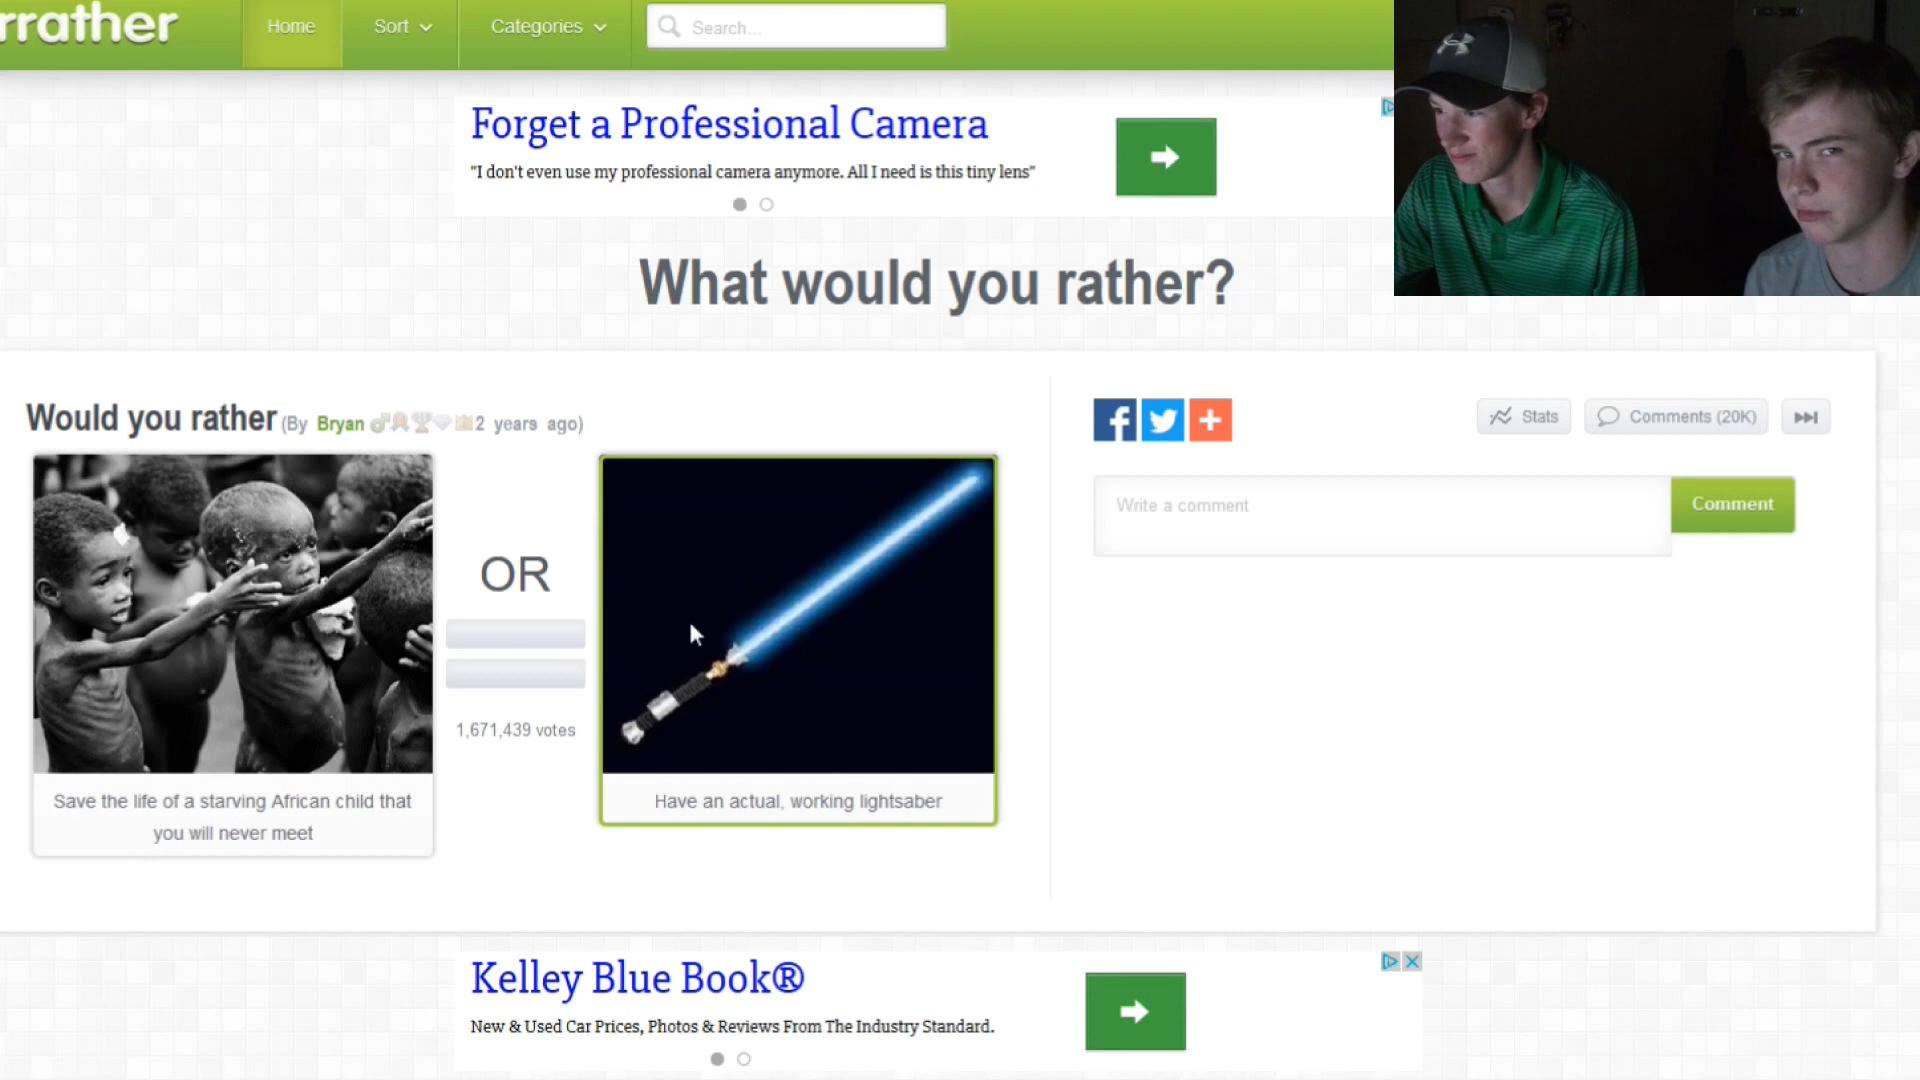 rrather
Home
Sort
Categories
Search...
Forget a Professional Camera
"I don't even use my professional camera anymore. All I need is this tiny lens"
What would you rather?
Would you rather (By Bryan 2 years ago)
Stats
Comments (20K)
Write a comment
Comment
OR
1,671,439 votes
Save the life of a starving African child that
you will never meet
Have an actual, working lightsaber
Kelley Blue Book®
New & Used Car Prices, Photos & Reviews From The Industry Standard.